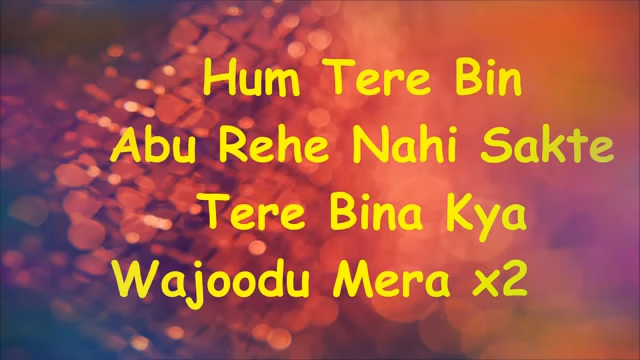 Hum Tere Bin
Abu Rehe Nahi Sakte
Tere Bina Kya
Wajoodu Mera x2